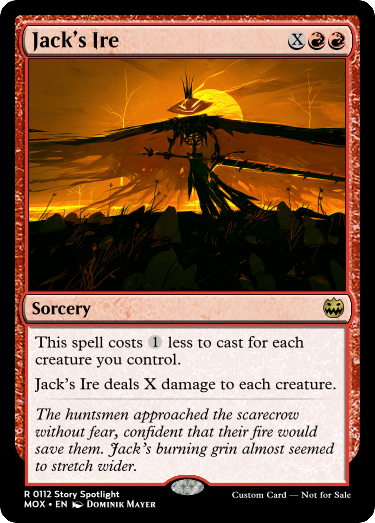 Jack's Ire X
Sorcery
This spell costs 1 less to cast for each
creature you control.
Jack's Ire deals X damage to each creature.
The huntsmen approached the scarecrow
without fear, confident that their fire would
save them. Jack's burning grin almost seemed
to stretch wider.
R 0112 Story Spotlight
MOX • EN Dominik Mayer
Custom Card — Not for Sale